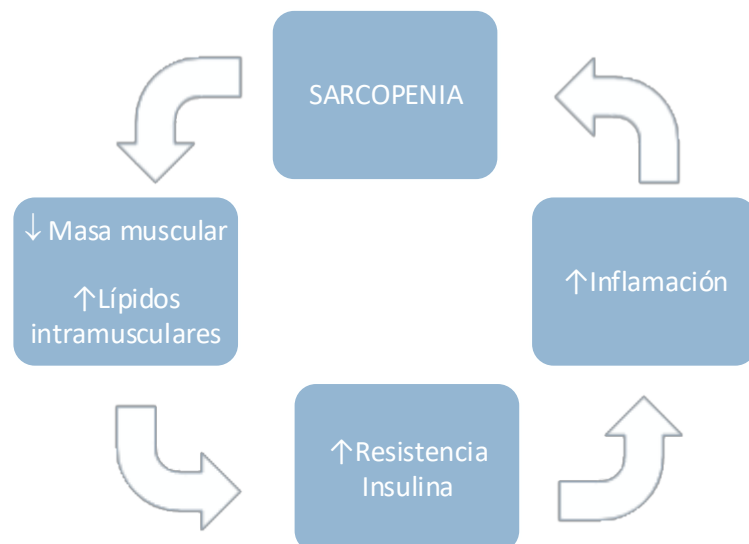 SARCOPENIA
↓ Masa muscular
↑Lípidos
intramusculares
↑Inflamación
↑Resistencia
Insulina